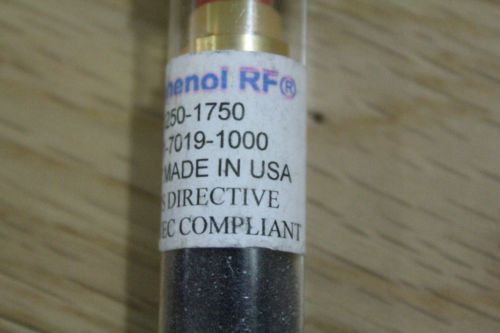 henol RF®
250-1750
-7019-1000
MADE IN USA
S DIRECTIVE
EC COMPLIANT